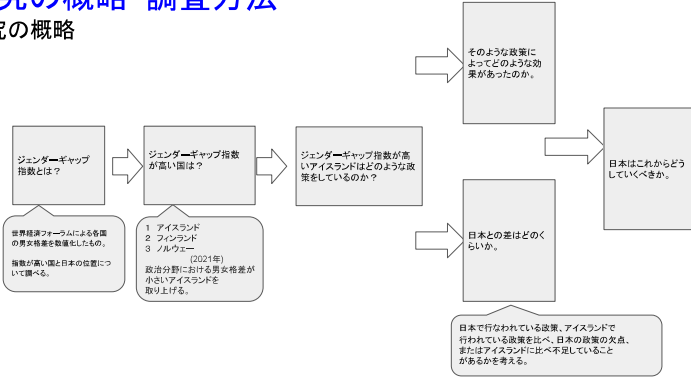 究の概略 調査方法
究の概略
ジェンダーギャップ
指数とは？
ジェンダーギャップ指数
が高い国は？
ジェンダーギャップ指数が高
いアイスランドはどのような政
策をしているのか？
そのような政策に
よってどのような効
果があったのか。
日本との差はどのく
らいか。
日本はこれからどう
していくべきか。
世界経済フォーラムによる各国
の男女格差を数値化したもの。
指数が高い国と日本の位置につ
いて調べる。
1 アイスランド
2 フィンランド
3 ノルウェー
(2021年)
政治分野における男女格差が
小さいアイスランドを
取り上げる。
日本で行なわれている政策、アイスランドで
行われている政策を比べ、日本の政策の欠点、
またはアイスランドに比べ不足していること
があるかを考える。